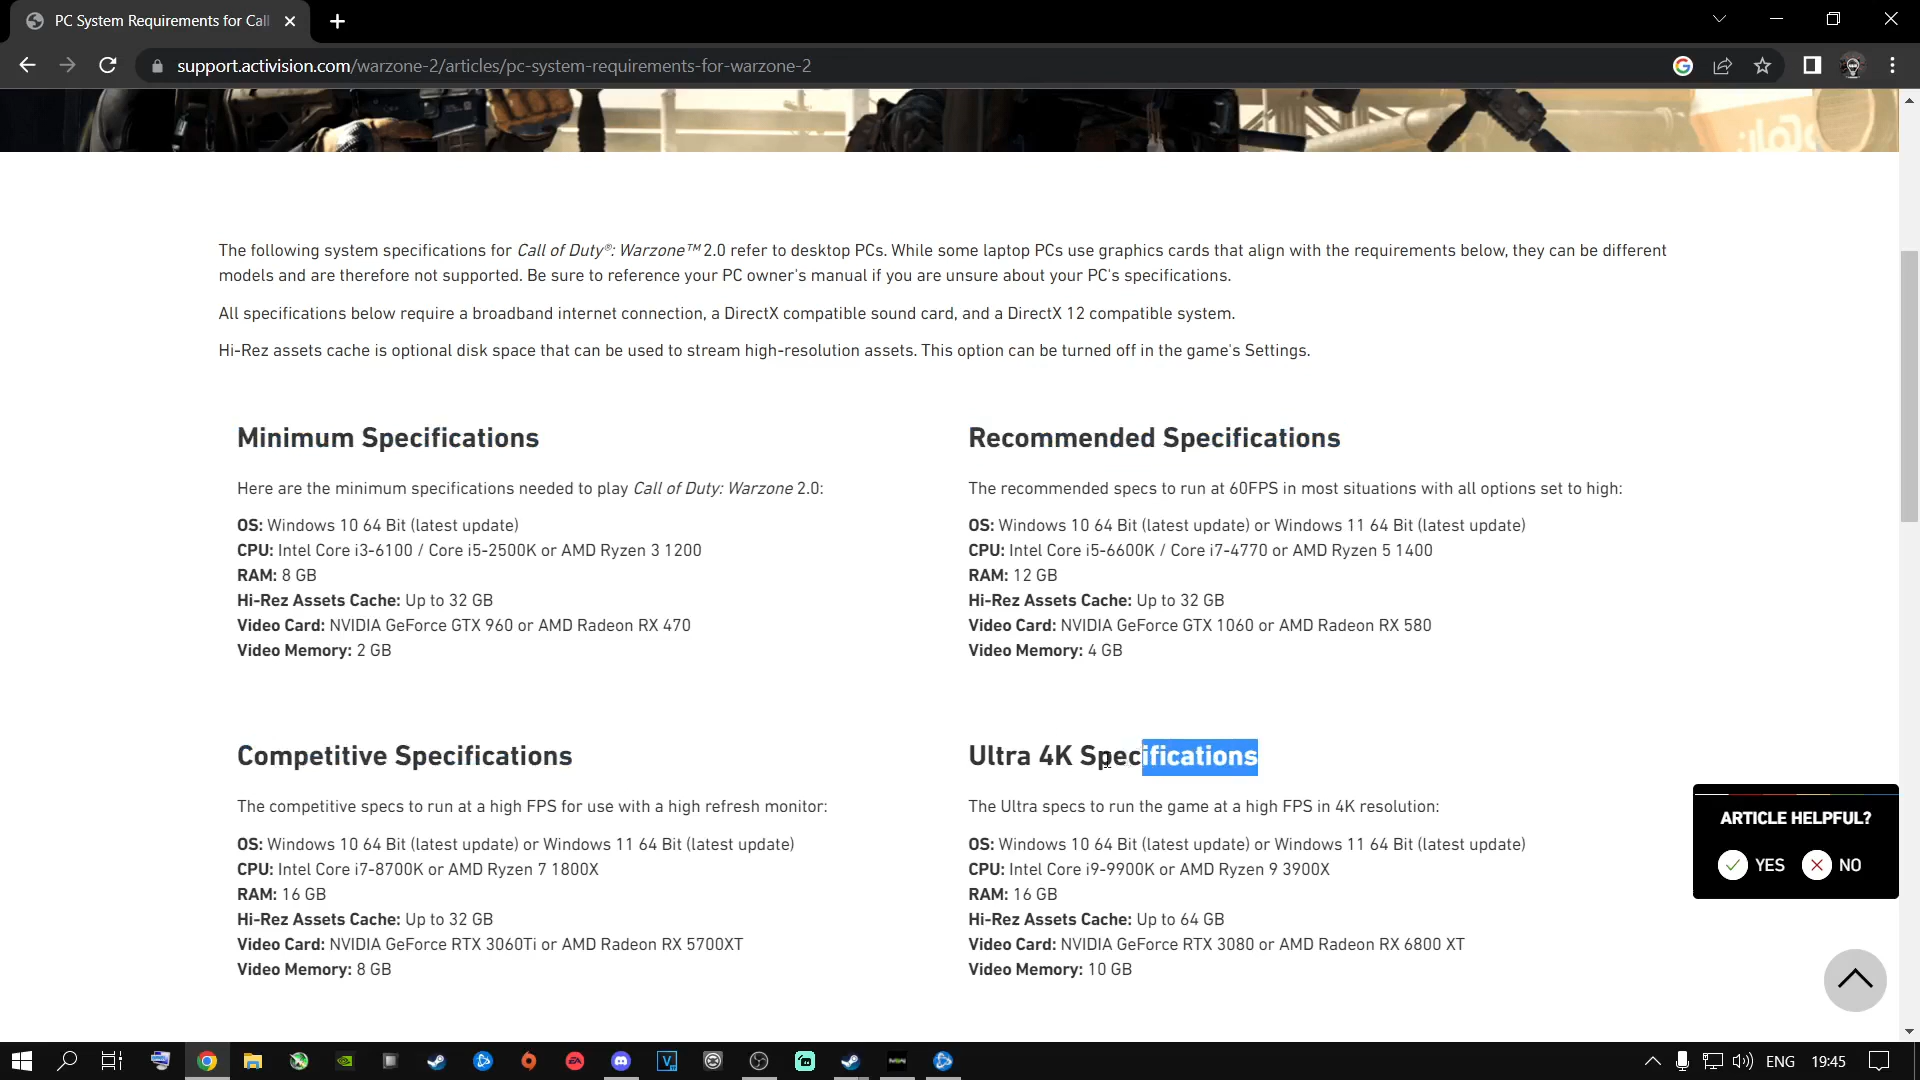 PC System Requirements for Call
support.activision.com/warzone-2/articles/pc-system-requirements-for-warzone-2
The following system specifications for Call of Duty®: Warzone™ 2.0 refer to desktop PCs. While some laptop PCs use graphics cards that align with the requirements below, they can be different
models and are therefore not supported. Be sure to reference your PC owner's manual if you are unsure about your PC's specifications.
All specifications below require a broadband internet connection, a DirectX compatible sound card, and a DirectX 12 compatible system.
Hi-Rez assets cache is optional disk space that can be used to stream high-resolution assets. This option can be turned off in the game's Settings.
Minimum Specifications
Here are the minimum specifications needed to play Call of Duty: Warzone 2.0:
OS: Windows 10 64 Bit (latest update)
CPU: Intel Core i3-6100 / Core i5-2500K or AMD Ryzen 3 1200
RAM: 8 GB
Hi-Rez Assets Cache: Up to 32 GB
Video Card: NVIDIA GeForce GTX 960 or AMD Radeon RX 470
Video Memory: 2 GB
Recommended Specifications
The recommended specs to run at 60FPS in most situations with all options set to high:
OS: Windows 10 64 Bit (latest update) or Windows 11 64 Bit (latest update)
CPU: Intel Core i5-6600K / Core i7-4770 or AMD Ryzen 5 1400
RAM: 12 GB
Hi-Rez Assets Cache: Up to 32 GB
Video Card: NVIDIA GeForce GTX 1060 or AMD Radeon RX 580
Video Memory: 4 GB
Competitive Specifications
The competitive specs to run at a high FPS for use with a high refresh monitor:
OS: Windows 10 64 Bit (latest update) or Windows 11 64 Bit (latest update)
CPU: Intel Core i7-8700K or AMD Ryzen 7 1800X
RAM: 16 GB
Hi-Rez Assets Cache: Up to 32 GB
Video Card: NVIDIA GeForce RTX 3060Ti or AMD Radeon RX 5700XT
Video Memory: 8 GB
Ultra 4K Specifications
The Ultra specs to run the game at a high FPS in 4K resolution:
OS: Windows 10 64 Bit (latest update) or Windows 11 64 Bit (latest update)
CPU: Intel Core i9-9900K or AMD Ryzen 9 3900X
RAM: 16 GB
Hi-Rez Assets Cache: Up to 64 GB
Video Card: NVIDIA GeForce RTX 3080 or AMD Radeon RX 6800 XT
Video Memory: 10 GB
ARTICLE HELPFUL?
YES NO
ENG 19:45